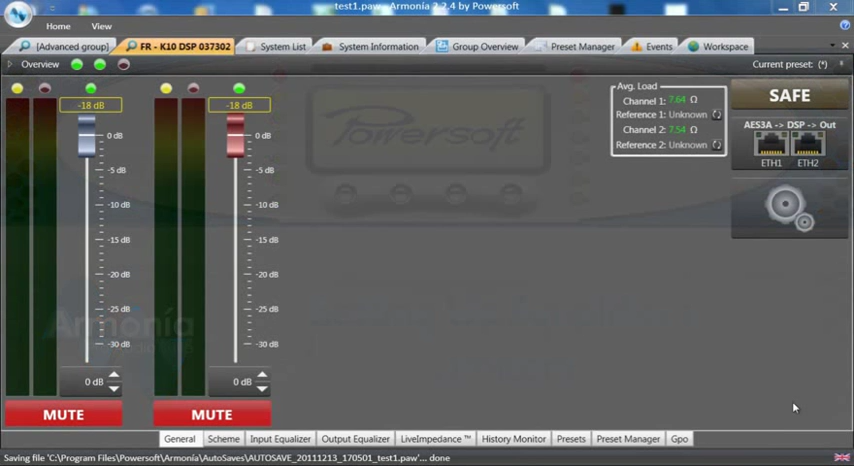 test1.paw - Armonía 2.2.4 by Powersoft
Home View
[Advanced group] FR - K10 DSP 037302 System List System Information Group Overview Preset Manager Events Workspace
Overview Current preset: (*)
-18 dB -18 dB
0 dB 0 dB
-5 dB -5 dB
-10 dB -10 dB
-15 dB -15 dB
-20 dB -20 dB
-25 dB -25 dB
-30 dB -30 dB
0 dB 0 dB
MUTE MUTE
Powersoft
Armonía
Avg. Load
Channel 1: 7.64 Ω
Reference 1: Unknown
Channel 2: 7.54 Ω
Reference 2: Unknown
SAFE
AES3A -> DSP -> Out
ETH1 ETH2
General Scheme Input Equalizer Output Equalizer LiveImpedance ™ History Monitor Presets Preset Manager Gpo
Saving file 'C:\Program Files\Powersoft\Armonía\AutoSaves\AUTOSAVE_20111213_170501_test1.paw'... done